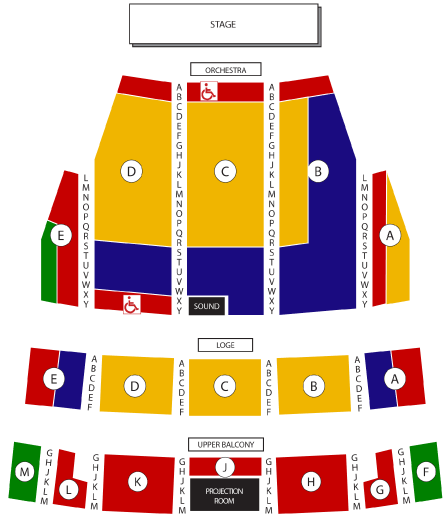 STAGE
ORCHESTRA
A A
B B
C C
D D
E E
F F
G G
H H
J J
K K
D C B
L L L L
M M M M
N N N N
O O O O
P P P P
Q Q Q Q
E A
R R R R
S S S S
T T T T
U U U U
V V V V
W W W W
X X X X
Y Y Y Y
SOUND
LOGE
A A A A
B B B B
C C C C
E D C B A
D D D D
E E E E
F F F F
UPPER BALCONY
G G G G G G
H H H H H H
M L K J H G F
J J J J J J
K K K K K K
L L L L L L
M M M M M M
PROJECTION
ROOM